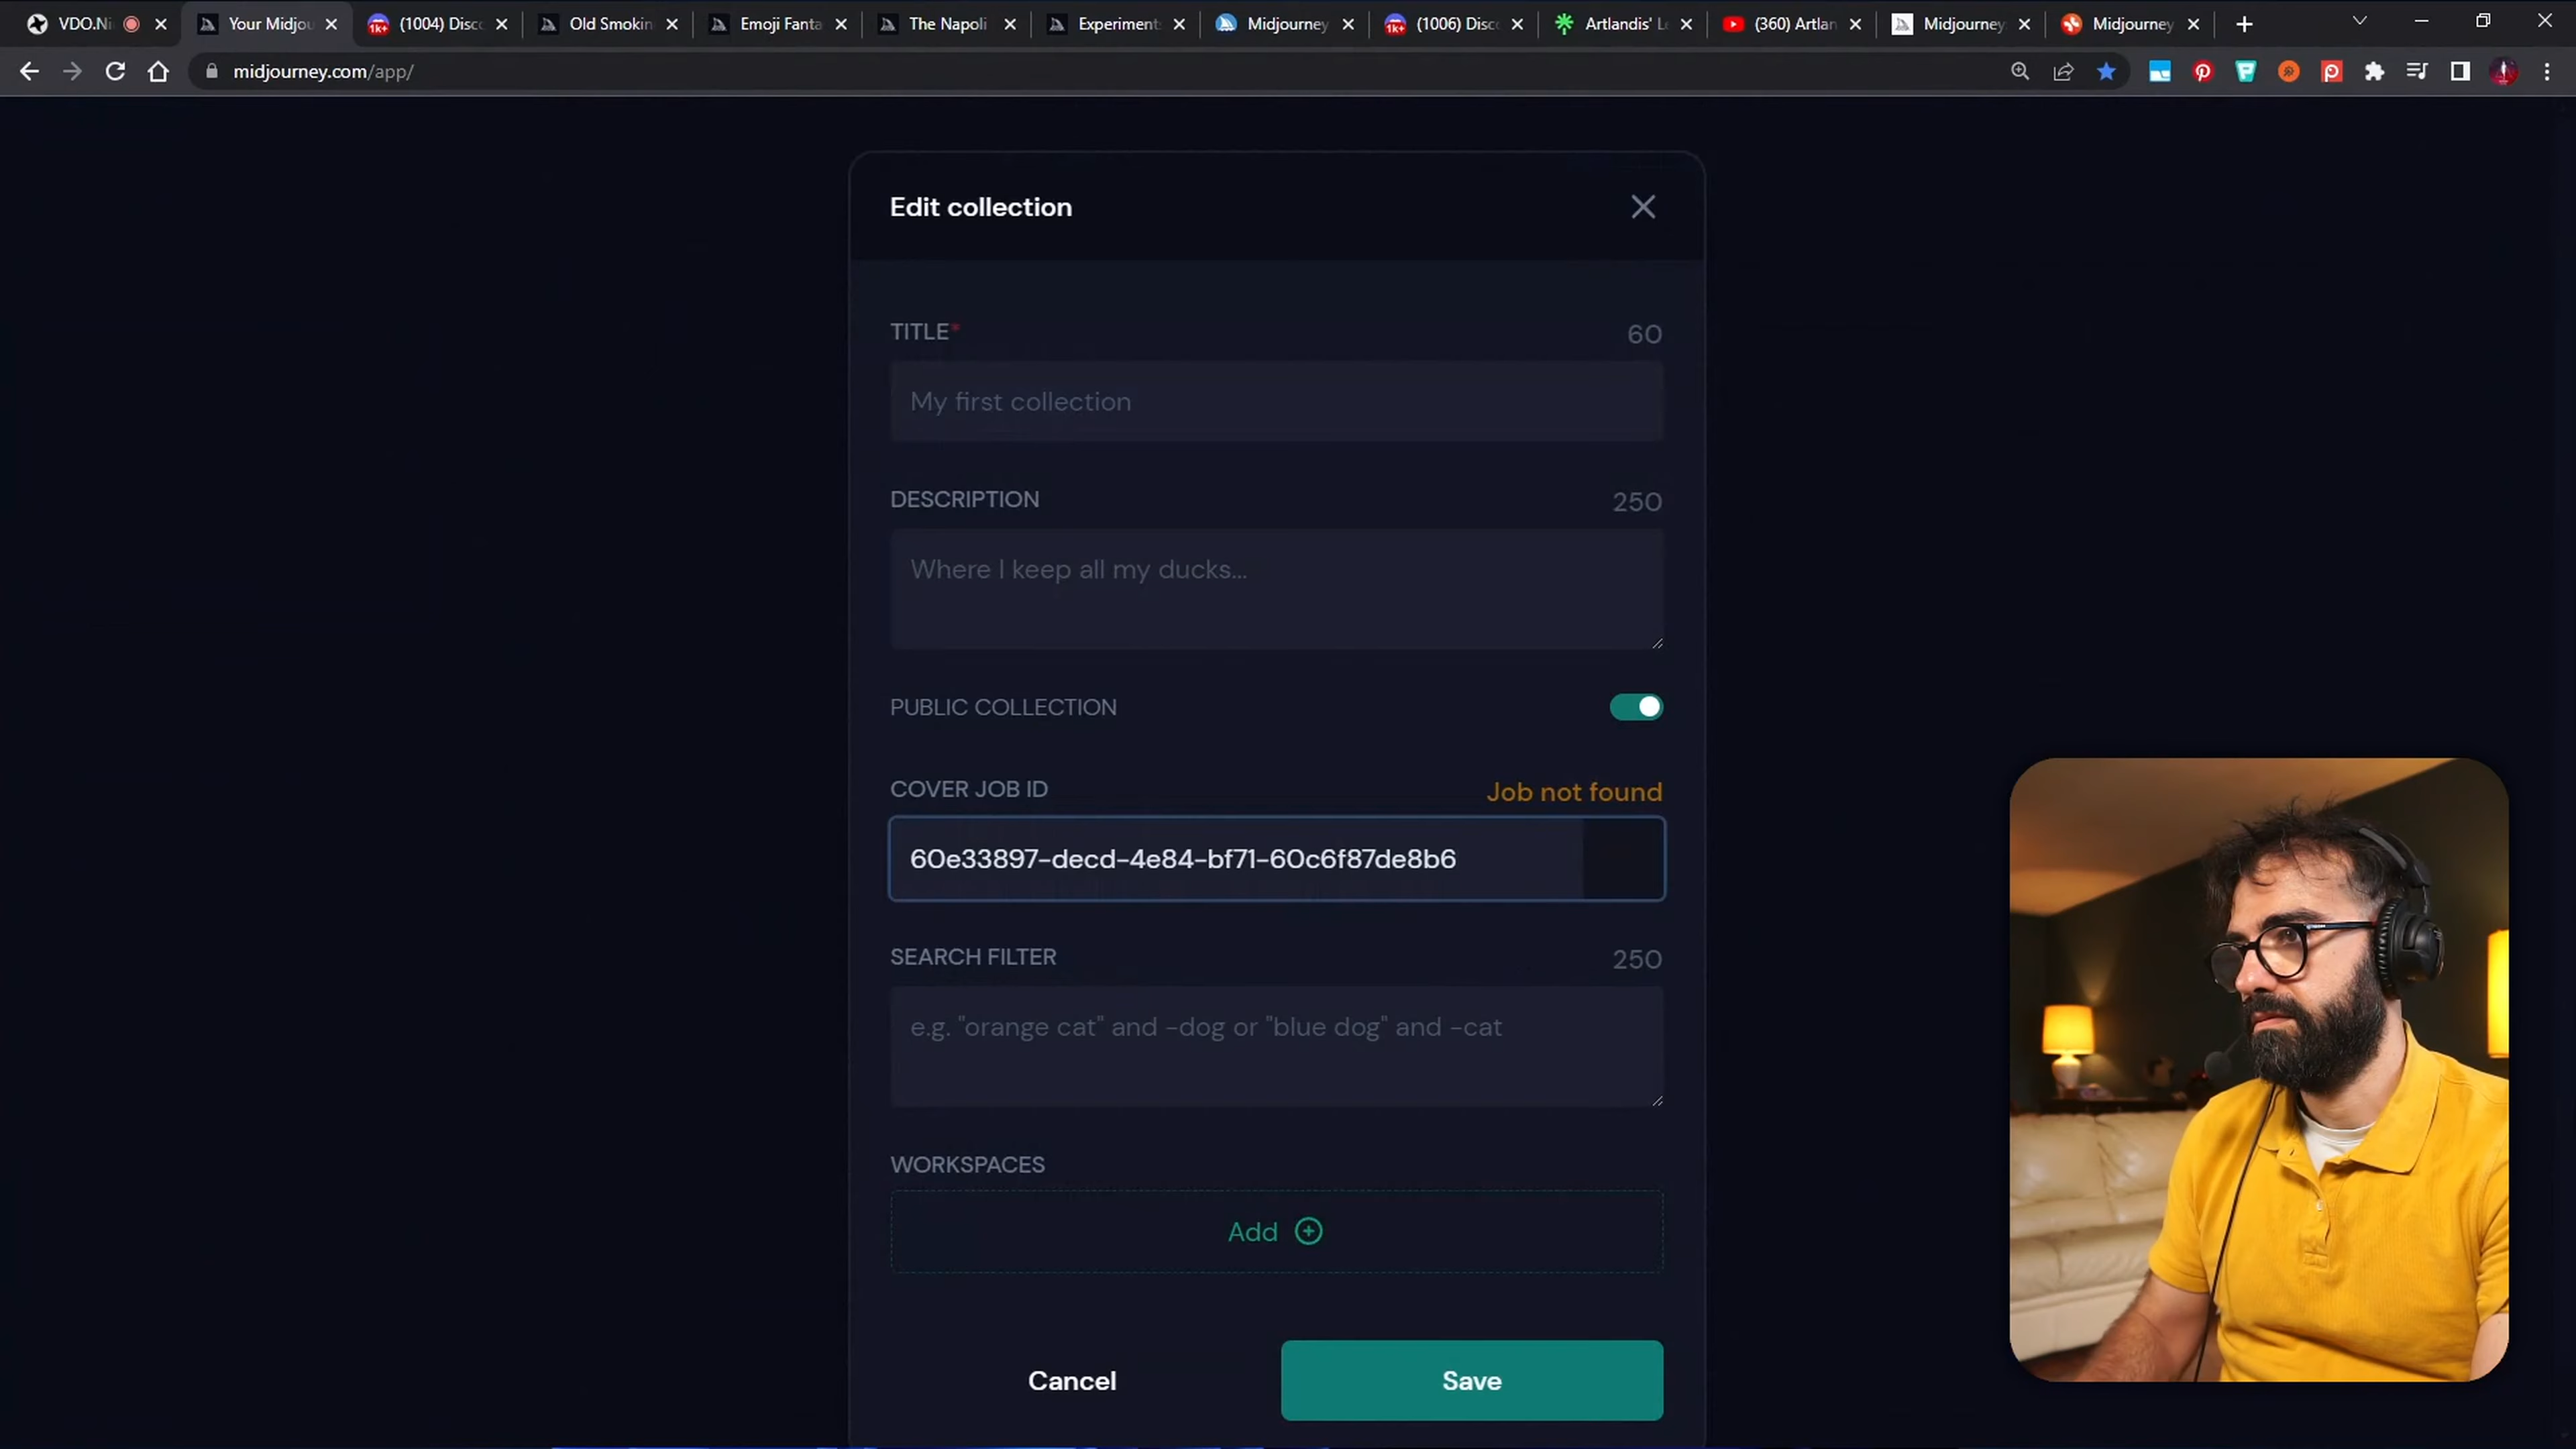 VDO.Ni
Your Midjou
(1004) Disco
Old Smokin
Emoji Fanta
The Napoli
Experiment
Midjourney
(1006) Disc
Artlandis' L
(360) Artlan
Midjourney
Midjourney
midjourney.com/app/
Edit collection
TITLE*
60
My first collection
DESCRIPTION
250
Where I keep all my ducks...
PUBLIC COLLECTION
COVER JOB ID
Job not found
60e33897-decd-4e84-bf71-60c6f87de8b6
SEARCH FILTER
250
e.g. "orange cat" and -dog or "blue dog" and -cat
WORKSPACES
Add
Cancel
Save